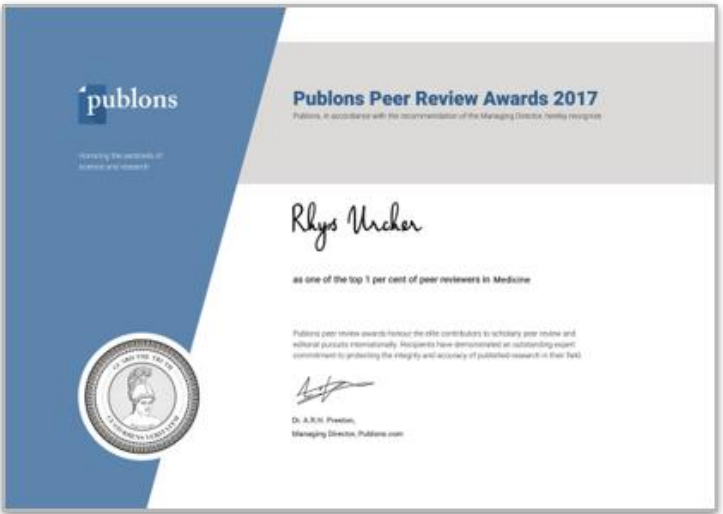 publons
Honoring the sentinels of
science and research
Publons Peer Review Awards 2017
Publons, in accordance with the recommendation of the Managing Director, hereby recognize
Rhys Urcher
as one of the top 1 per cent of peer reviewers in Medicine
Publons peer review awards honour the elite contributors to scholarly peer review and
editorial pursuits internationally. Recipients have demonstrated an outstanding expert
commitment to protecting the integrity and accuracy of published research in their field.
Dr. A.R.H. Preston,
Managing Director, Publons.com
GUARD THE TRUTH